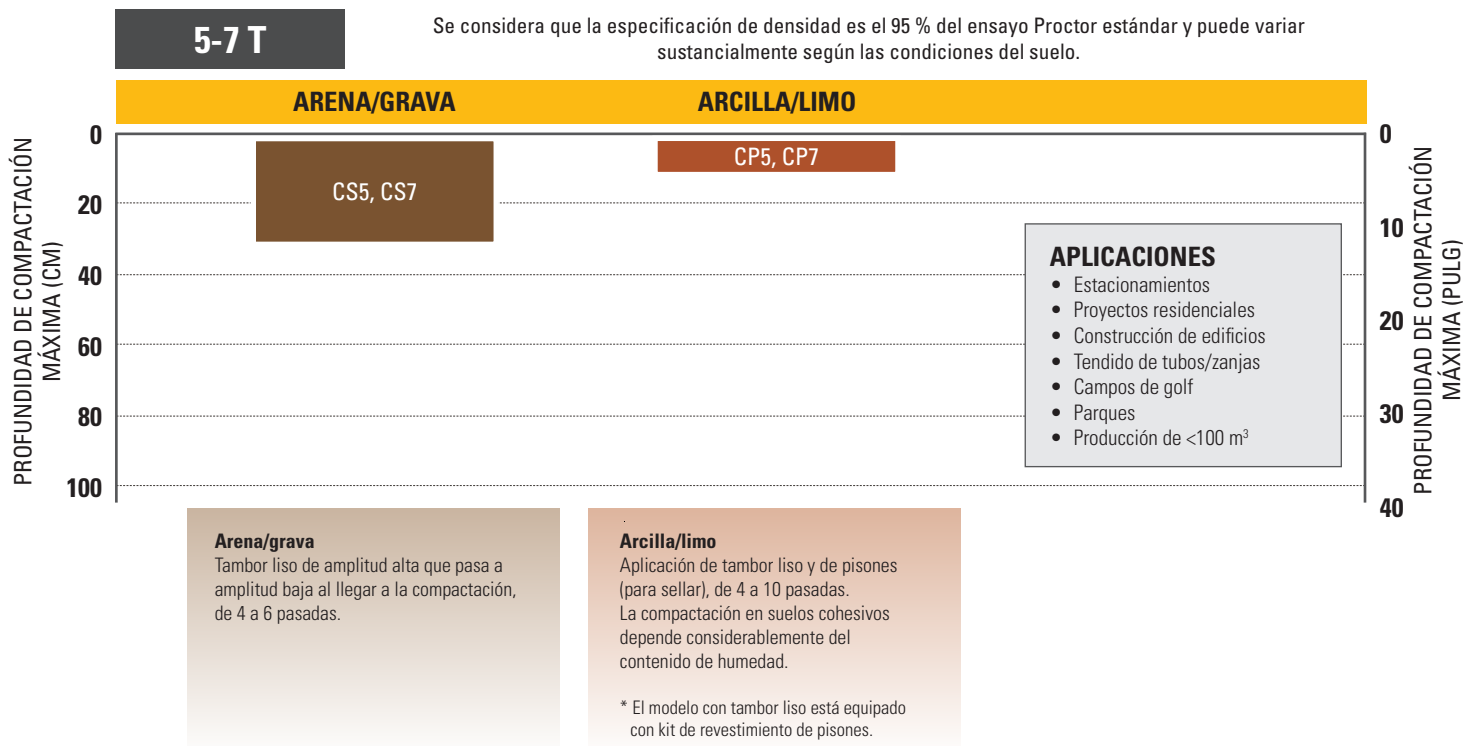 5-7 T
Se considera que la especificación de densidad es el 95 % del ensayo Proctor estándar y puede variar
sustancialmente según las condiciones del suelo.
ARENA/GRAVA
ARCILLA/LIMO
PROFUNDIDAD DE COMPACTACIÓN
MÁXIMA (CM)
0
20
40
60
80
100
CS5, CS7
CP5, CP7
APLICACIONES
• Estacionamientos
• Proyectos residenciales
• Construcción de edificios
• Tendido de tubos/zanjas
• Campos de golf
• Parques
• Producción de <100 m³
0
10
20
30
40
PROFUNDIDAD DE COMPACTACIÓN
MÁXIMA (PULG)
Arena/grava
Tambor liso de amplitud alta que pasa a
amplitud baja al llegar a la compactación,
de 4 a 6 pasadas.
Arcilla/limo
Aplicación de tambor liso y de pisones
(para sellar), de 4 a 10 pasadas.
La compactación en suelos cohesivos
depende considerablemente del
contenido de humedad.
* El modelo con tambor liso está equipado
con kit de revestimiento de pisones.